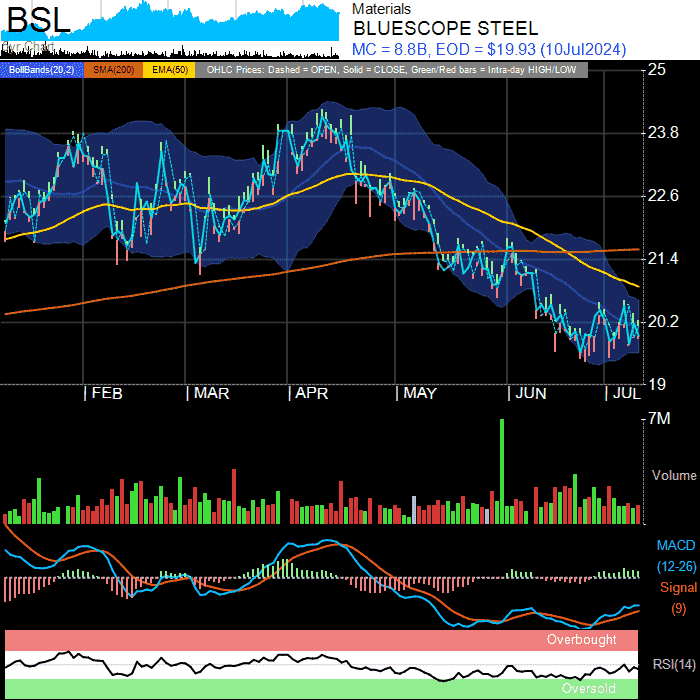 BSL
Materials
BLUESCOPE STEEL
MC = 8.8B, EOD = $19.93 (10Jul2024)
BollBands(20,2) SMA(200) EMA(50) OHLC Prices: Dashed = OPEN, Solid = CLOSE, Green/Red bars = Intra-day HIGH/LOW
25
23.8
22.6
21.4
20.2
19
FEB MAR APR MAY JUN JUL
7M
Volume
MACD
(12-26)
Signal
(9)
Overbought
RSI(14)
Oversold